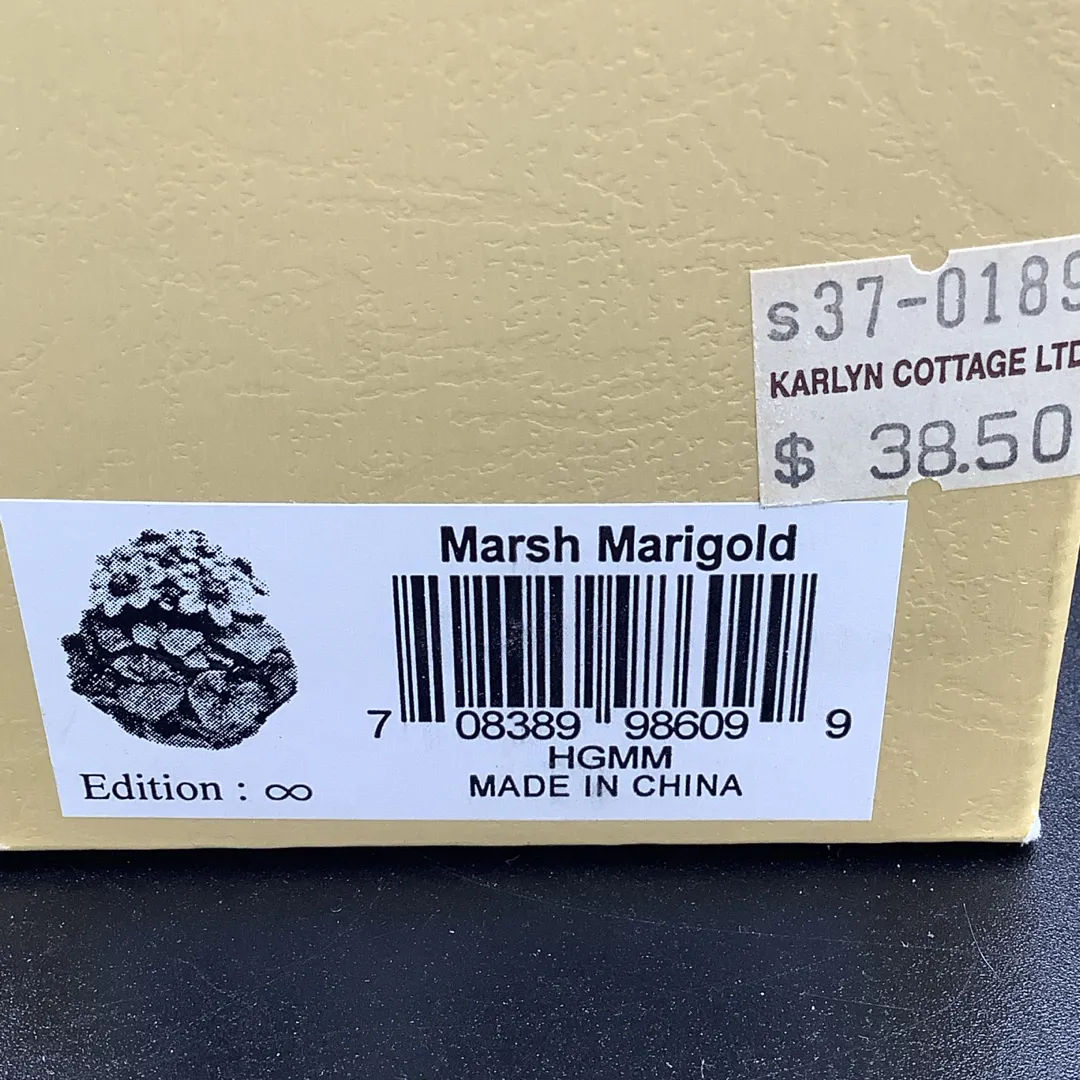 s37-0189
KARLYN COTTAGE LTD
$ 38.50
Marsh Marigold
7 08389 98609 9
HGMM
MADE IN CHINA
Edition : ∞